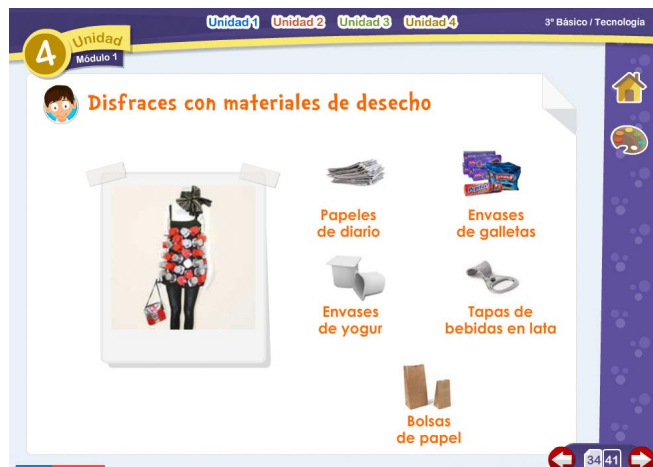 Unidad 1 Unidad 2 Unidad 3 Unidad 4
3º Básico / Tecnología
4 Unidad
Módulo 1
Disfraces con materiales de desecho
Papeles
de diario
Envases
de galletas
Envases
de yogur
Tapas de
bebidas en lata
Bolsas
de papel
34 41